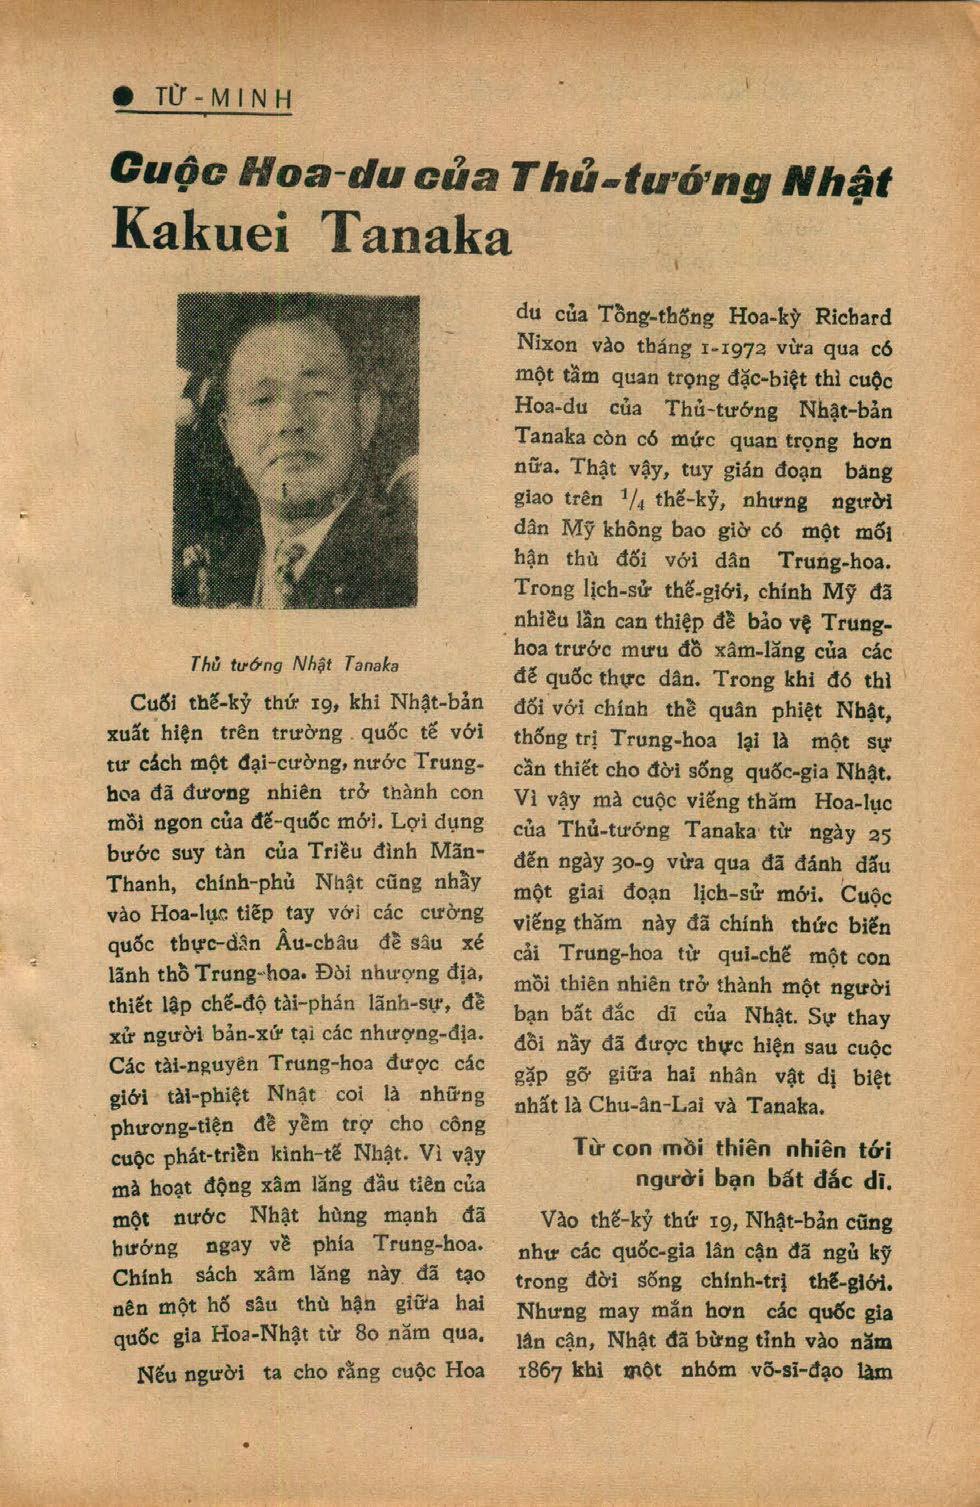 ● TỪ-MINH
Cuộc Hoa-du của Thủ-tướng Nhật
Kakuei Tanaka
Thủ tướng Nhật Tanaka
Cuối thế-kỷ thứ 19, khi Nhật-bản
xuất hiện trên trường quốc tế với
tư cách một đại-cường, nước Trung-
hoa đã đương nhiên trở thành con
mồi ngon của đế-quốc mới. Lợi dụng
bước suy tàn của Triều đình Mãn-
Thanh, chính-phủ Nhật cũng nhẩy
vào Hoa-lục tiếp tay với các cường
quốc thực-dân Âu-châu để sâu xé
lãnh thổ Trung-hoa. Đòi nhượng địa,
thiết lập chế-độ tài-phán lãnh-sự, để
xử người bản-xứ tại các nhượng-địa.
Các tài-nguyên Trung-hoa được các
giới tài-phiệt Nhật coi là những
phương-tiện để yểm trợ cho công
cuộc phát-triển kinh-tế Nhật. Vì vậy
mà hoạt động xâm lăng đầu tiên của
một nước Nhật hùng mạnh đã
hướng ngay về phía Trung-hoa.
Chính sách xâm lăng này đã tạo
nên một hố sâu thù hận giữa hai
quốc gia Hoa-Nhật từ 80 năm qua.
Nếu người ta cho rằng cuộc Hoa
du của Tổng-thống Hoa-kỳ Richard
Nixon vào tháng 1-1972 vừa qua có
một tầm quan trọng đặc-biệt thì cuộc
Hoa-du của Thủ-tướng Nhật-bản
Tanaka còn có mức quan trọng hơn
nữa. Thật vậy, tuy gián đoạn bang
giao trên 1/4 thế-kỷ, nhưng người
dân Mỹ không bao giờ có một mối
hận thù đối với dân Trung-hoa.
Trong lịch-sử thế-giới, chính Mỹ đã
nhiều lần can thiệp để bảo vệ Trung-
hoa trước mưu đồ xâm-lăng của các
đế quốc thực dân. Trong khi đó thì
đối với chính thể quân phiệt Nhật,
thống trị Trung-hoa lại là một sự
cần thiết cho đời sống quốc-gia Nhật.
Vì vậy mà cuộc viếng thăm Hoa-lục
của Thủ-tướng Tanaka từ ngày 25
đến ngày 30-9 vừa qua đã đánh dấu
một giai đoạn lịch-sử mới. Cuộc
viếng thăm này đã chính thức biến
cải Trung-hoa từ qui-chế một con
mồi thiên nhiên trở thành một người
bạn bất đắc dĩ của Nhật. Sự thay
đổi nầy đã được thực hiện sau cuộc
gặp gỡ giữa hai nhân vật dị biệt
nhất là Chu-ân-Lai và Tanaka.
Từ con mồi thiên nhiên tới
người bạn bất đắc dĩ.
Vào thế-kỷ thứ 19, Nhật-bản cũng
như các quốc-gia lân cận đã ngủ kỹ
trong đời sống chính-trị thế-giới.
Nhưng may mắn hơn các quốc gia
lân cận, Nhật đã bừng tỉnh vào năm
1867 khi một nhóm võ-sĩ-đạo làm